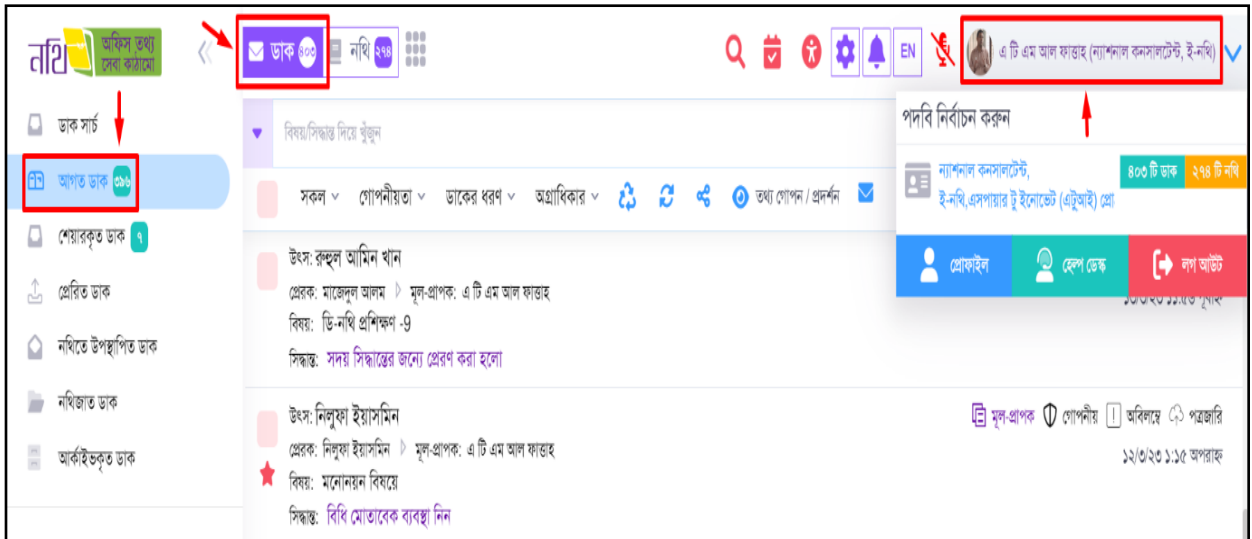 নথি অফিস তথ্য সেবা কাঠামো
ডাক ৪০৩ নথি ২৭৪ EN এ টি এম আল ফাত্তাহ (ন্যাশনাল কনসালটেন্ট, ই-নথি)
ডাক সার্চ
আগত ডাক ৩৯৬
শেয়ারকৃত ডাক ৭
প্রেরিত ডাক
নথিতে উপস্থাপিত ডাক
নথিজাত ডাক
আর্কাইভকৃত ডাক
বিষয়/সিদ্ধান্ত দিয়ে খুঁজুন
সকল গোপনীয়তা ডাকের ধরণ অগ্রাধিকার তথ্য গোপন / প্রদর্শন
পদবি নির্বাচন করুন
ন্যাশনাল কনসালটেন্ট,
ই-নথি,এসপায়ার টু ইনোভেট (এটুআই) প্রো
৪০৩ টি ডাক ২৭৪ টি নথি
প্রোফাইল হেল্প ডেস্ক লগ আউট
উৎস: রুহুল আমিন খান
প্রেরক: মাজেদুল আলম মূল-প্রাপক: এ টি এম আল ফাত্তাহ
বিষয়: ডি-নথি প্রশিক্ষণ -9
সিদ্ধান্ত: সদয় সিদ্ধান্তের জন্যে প্রেরণ করা হলো
উৎস: নিলুফা ইয়াসমিন মূল-প্রাপক গোপনীয় অবিলম্বে পত্রজারি
প্রেরক: নিলুফা ইয়াসমিন মূল-প্রাপক: এ টি এম আল ফাত্তাহ ১২/৩/২৩ ১:১৫ অপরাহ্ন
বিষয়: মনোনয়ন বিষয়ে
সিদ্ধান্ত: বিধি মোতাবেক ব্যবস্থা নিন